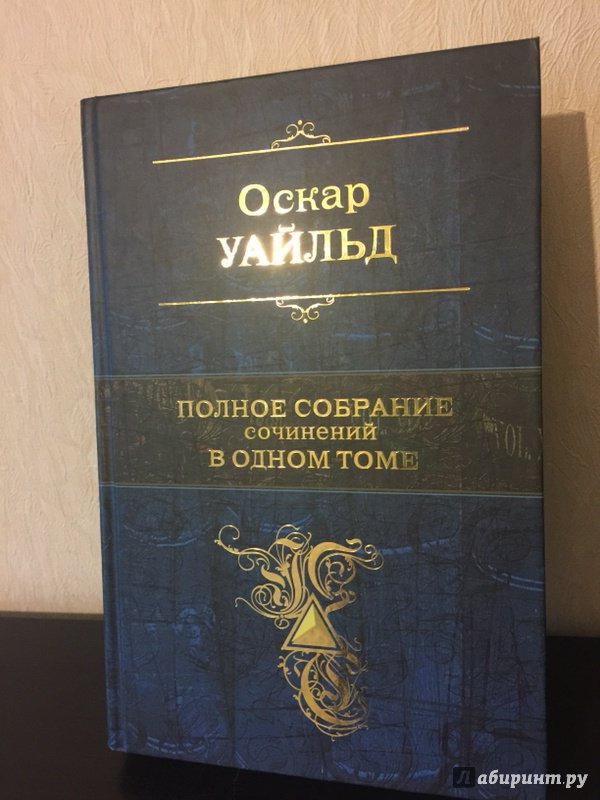 Оскар
УАЙЛЬД
ПОЛНОЕ СОБРАНИЕ
сочинений
В ОДНОМ ТОМЕ
Лабиринт.ру